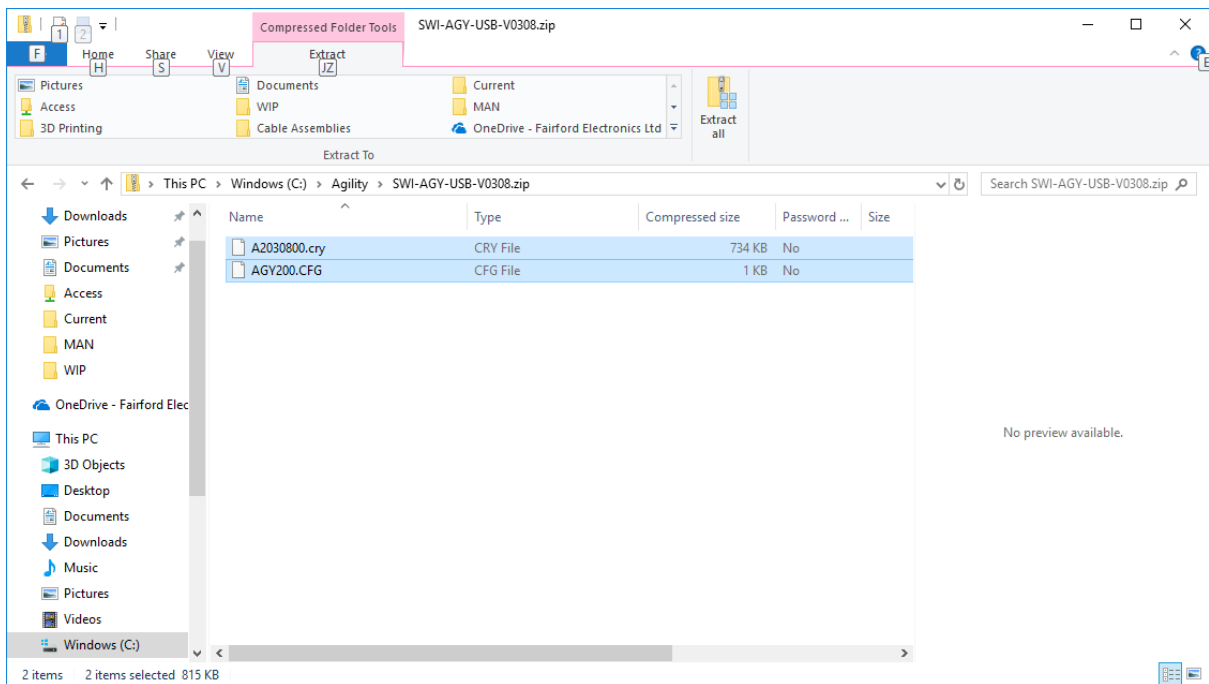 1 2 Compressed Folder Tools SWI-AGY-USB-V0308.zip
F Home Share View Extract ?
H S V JZ E
Pictures Documents Current
Access WIP MAN Extract all
3D Printing Cable Assemblies OneDrive - Fairford Electronics Ltd
Extract To
This PC > Windows (C:) > Agility > SWI-AGY-USB-V0308.zip Search SWI-AGY-USB-V0308.zip
Downloads Name Type Compressed size Password ... Size
Pictures A2030800.cry CRY File 734 KB No
Documents AGY200.CFG CFG File 1 KB No
Access
Current
MAN
WIP
OneDrive - Fairford Elec
This PC No preview available.
3D Objects
Desktop
Documents
Downloads
Music
Pictures
Videos
Windows (C:)
2 items 2 items selected 815 KB